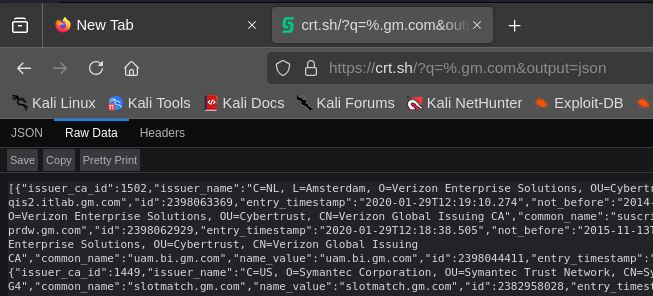 New Tab
crt.sh/?q=%.gm.com&out
https://crt.sh/?q=%.gm.com&output=json
Kali Linux Kali Tools Kali Docs Kali Forums Kali NetHunter Exploit-DB
JSON Raw Data Headers
Save Copy Pretty Print
[{"issuer_ca_id":1502,"issuer_name":"C=NL, L=Amsterdam, O=Verizon Enterprise Solutions, OU=Cybert
qis2.itlab.gm.com","id":2398063369,"entry_timestamp":"2020-01-29T12:19:10.274","not_before":"2014-
O=Verizon Enterprise Solutions, OU=Cybertrust, CN=Verizon Global Issuing CA","common_name":"suscri
prdw.gm.com","id":2398062929,"entry_timestamp":"2020-01-29T12:18:38.505","not_before":"2015-11-13T
Enterprise Solutions, OU=Cybertrust, CN=Verizon Global Issuing
CA","common_name":"uam.bi.gm.com","name_value":"uam.bi.gm.com","id":2398044411,"entry_timestamp":"
{"issuer_ca_id":1449,"issuer_name":"C=US, O=Symantec Corporation, OU=Symantec Trust Network, CN=Sy
G4","common_name":"slotmatch.gm.com","name_value":"slotmatch.gm.com","id":2382958028,"entry_timest